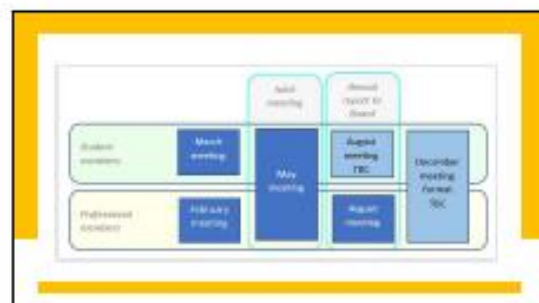 Joint
meeting
Annual
report to
Board
Student
members
March
meeting
May
meeting
August
meeting
TBC
December
meeting
format
TBC
Professional
members
February
meeting
August
meeting